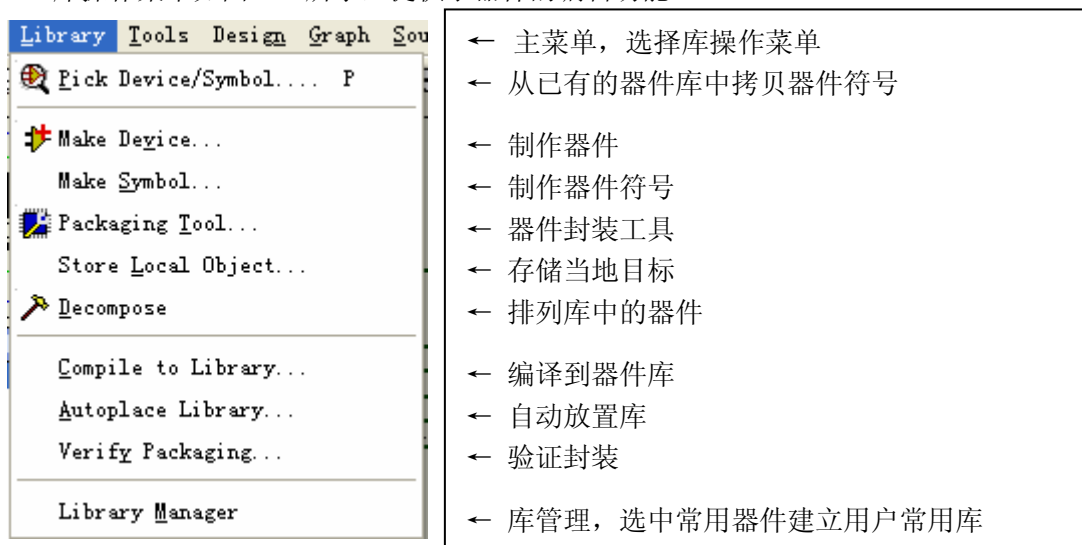 Library Tools Design Graph Sou
Pick Device/Symbol.... P
Make Device...
Make Symbol...
Packaging Tool...
Store Local Object...
Decompose
Compile to Library...
Autoplace Library...
Verify Packaging...
Library Manager
← 主菜单，选择库操作菜单
← 从已有的器件库中拷贝器件符号
← 制作器件
← 制作器件符号
← 器件封装工具
← 存储当地目标
← 排列库中的器件
← 编译到器件库
← 自动放置库
← 验证封装
← 库管理，选中常用器件建立用户常用库